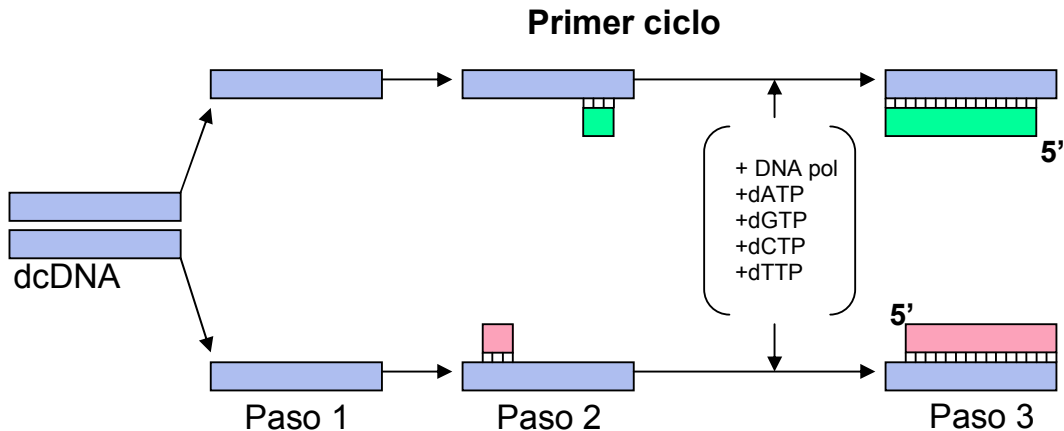 Primer ciclo
5’
+ DNA pol
+dATP
+dGTP
+dCTP
+dTTP
dcDNA
5’
Paso 1
Paso 2
Paso 3